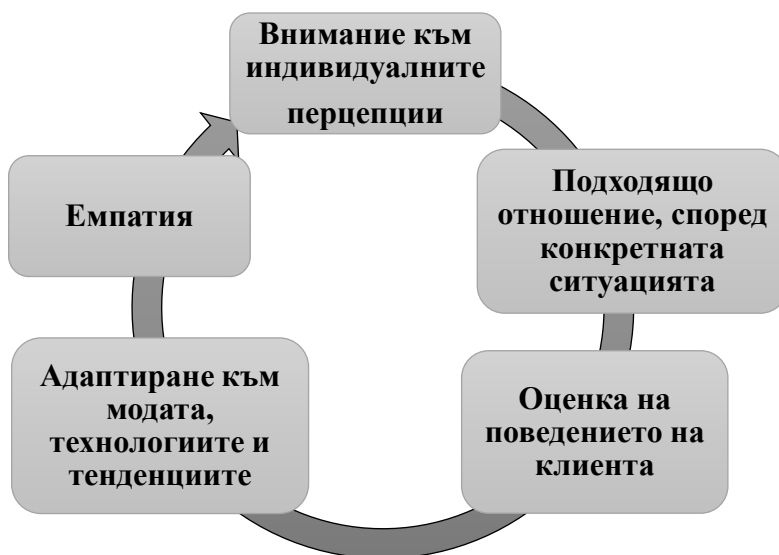 Внимание към
индивидуалните
перцепции
Подходящо
отношение, според
конкретната
ситуацията
Оценка на
поведението на
клиента
Адаптиране към
модата,
технологиите и
тенденциите
Емпатия